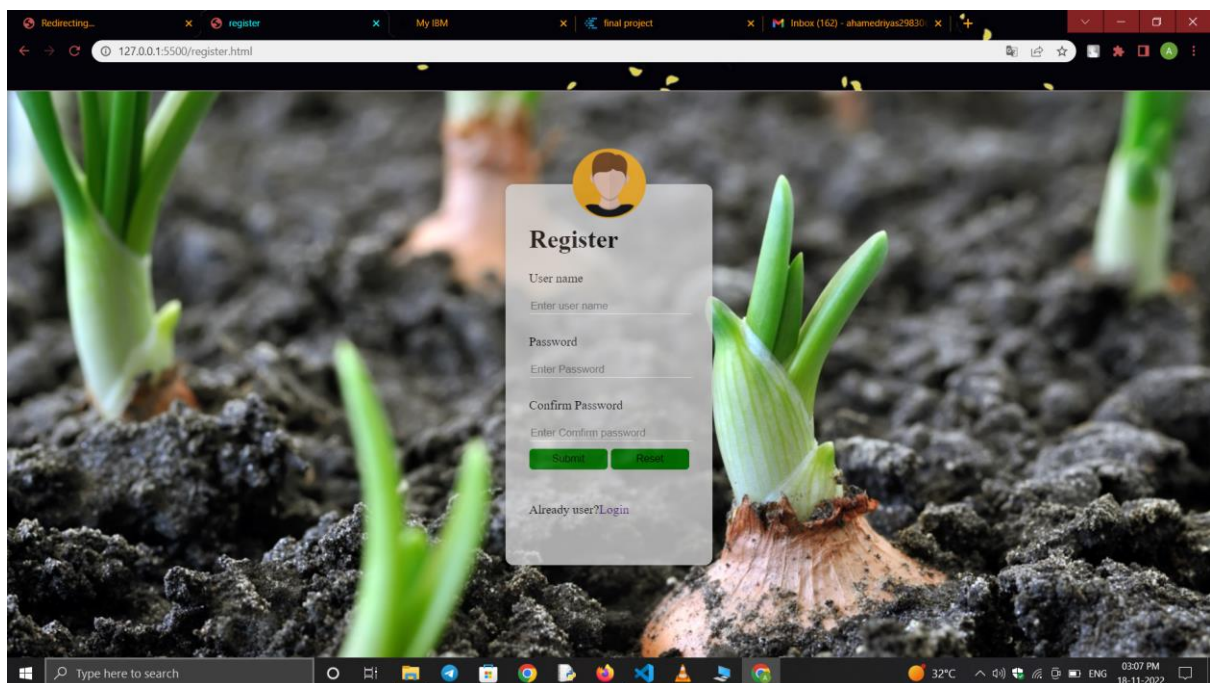 Redirecting...
register
My IBM
final project
Inbox (162) - ahamedriyas29830
127.0.0.1:5500/register.html
A
Register
User name
Enter user name
Password
Enter Password
Confirm Password
Enter Comfirm password
Submit Reset
Already user?Login
Type here to search
32°C
ENG
03:07 PM
18-11-2022